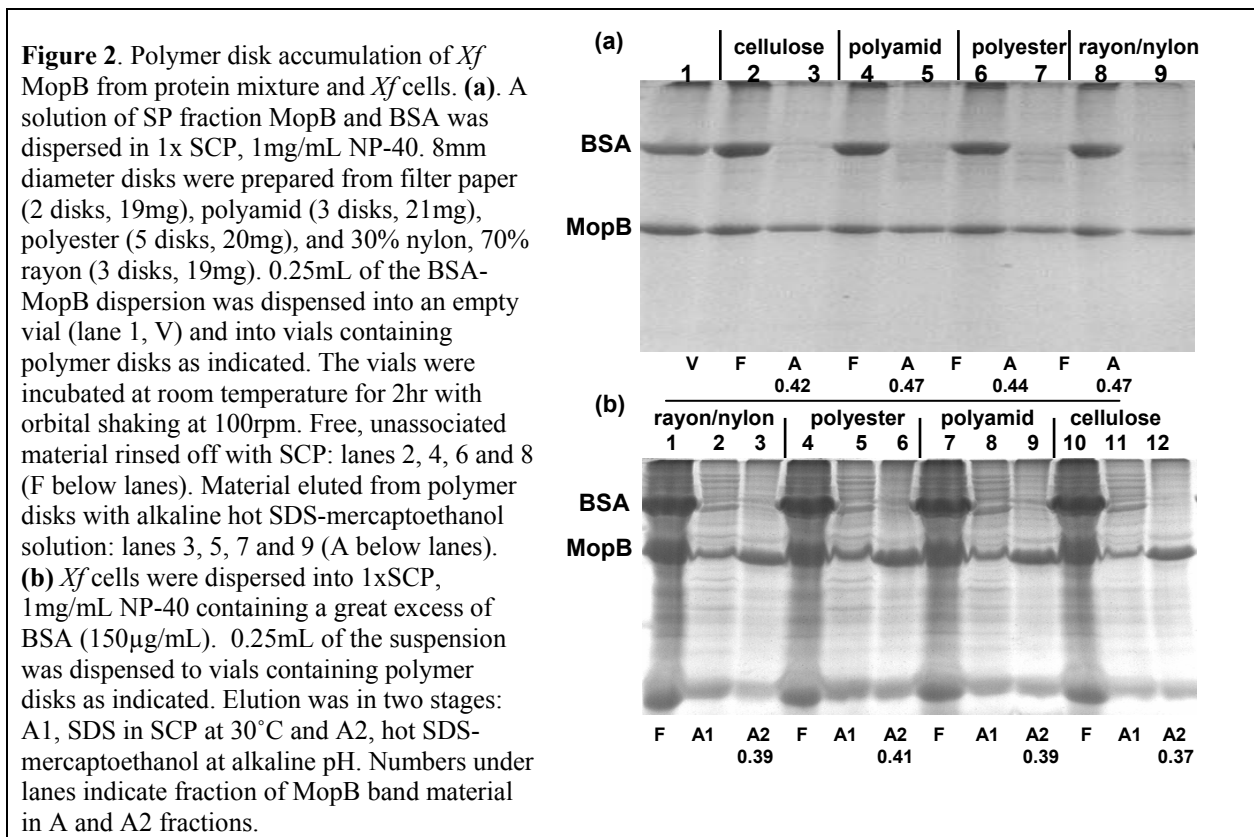 Figure 2. Polymer disk accumulation of Xf
MopB from protein mixture and Xf cells. (a). A
solution of SP fraction MopB and BSA was
dispersed in 1x SCP, 1mg/mL NP-40. 8mm
diameter disks were prepared from filter paper
(2 disks, 19mg), polyamid (3 disks, 21mg),
polyester (5 disks, 20mg), and 30% nylon, 70%
rayon (3 disks, 19mg). 0.25mL of the BSA-
MopB dispersion was dispensed into an empty
vial (lane 1, V) and into vials containing
polymer disks as indicated. The vials were
incubated at room temperature for 2hr with
orbital shaking at 100rpm. Free, unassociated
material rinsed off with SCP: lanes 2, 4, 6 and 8
(F below lanes). Material eluted from polymer
disks with alkaline hot SDS-mercaptoethanol
solution: lanes 3, 5, 7 and 9 (A below lanes).
(b) Xf cells were dispersed into 1xSCP,
1mg/mL NP-40 containing a great excess of
BSA (150µg/mL). 0.25mL of the suspension
was dispensed to vials containing polymer
disks as indicated. Elution was in two stages:
A1, SDS in SCP at 30˚C and A2, hot SDS-
mercaptoethanol at alkaline pH. Numbers under
lanes indicate fraction of MopB band material
in A and A2 fractions.
(a)
cellulose polyamid polyester rayon/nylon
1 2 3 4 5 6 7 8 9
BSA
MopB
V F A F A F A F A
0.42 0.47 0.44 0.47
(b)
rayon/nylon polyester polyamid cellulose
1 2 3 4 5 6 7 8 9 10 11 12
BSA
MopB
F A1 A2 F A1 A2 F A1 A2 F A1 A2
0.39 0.41 0.39 0.37